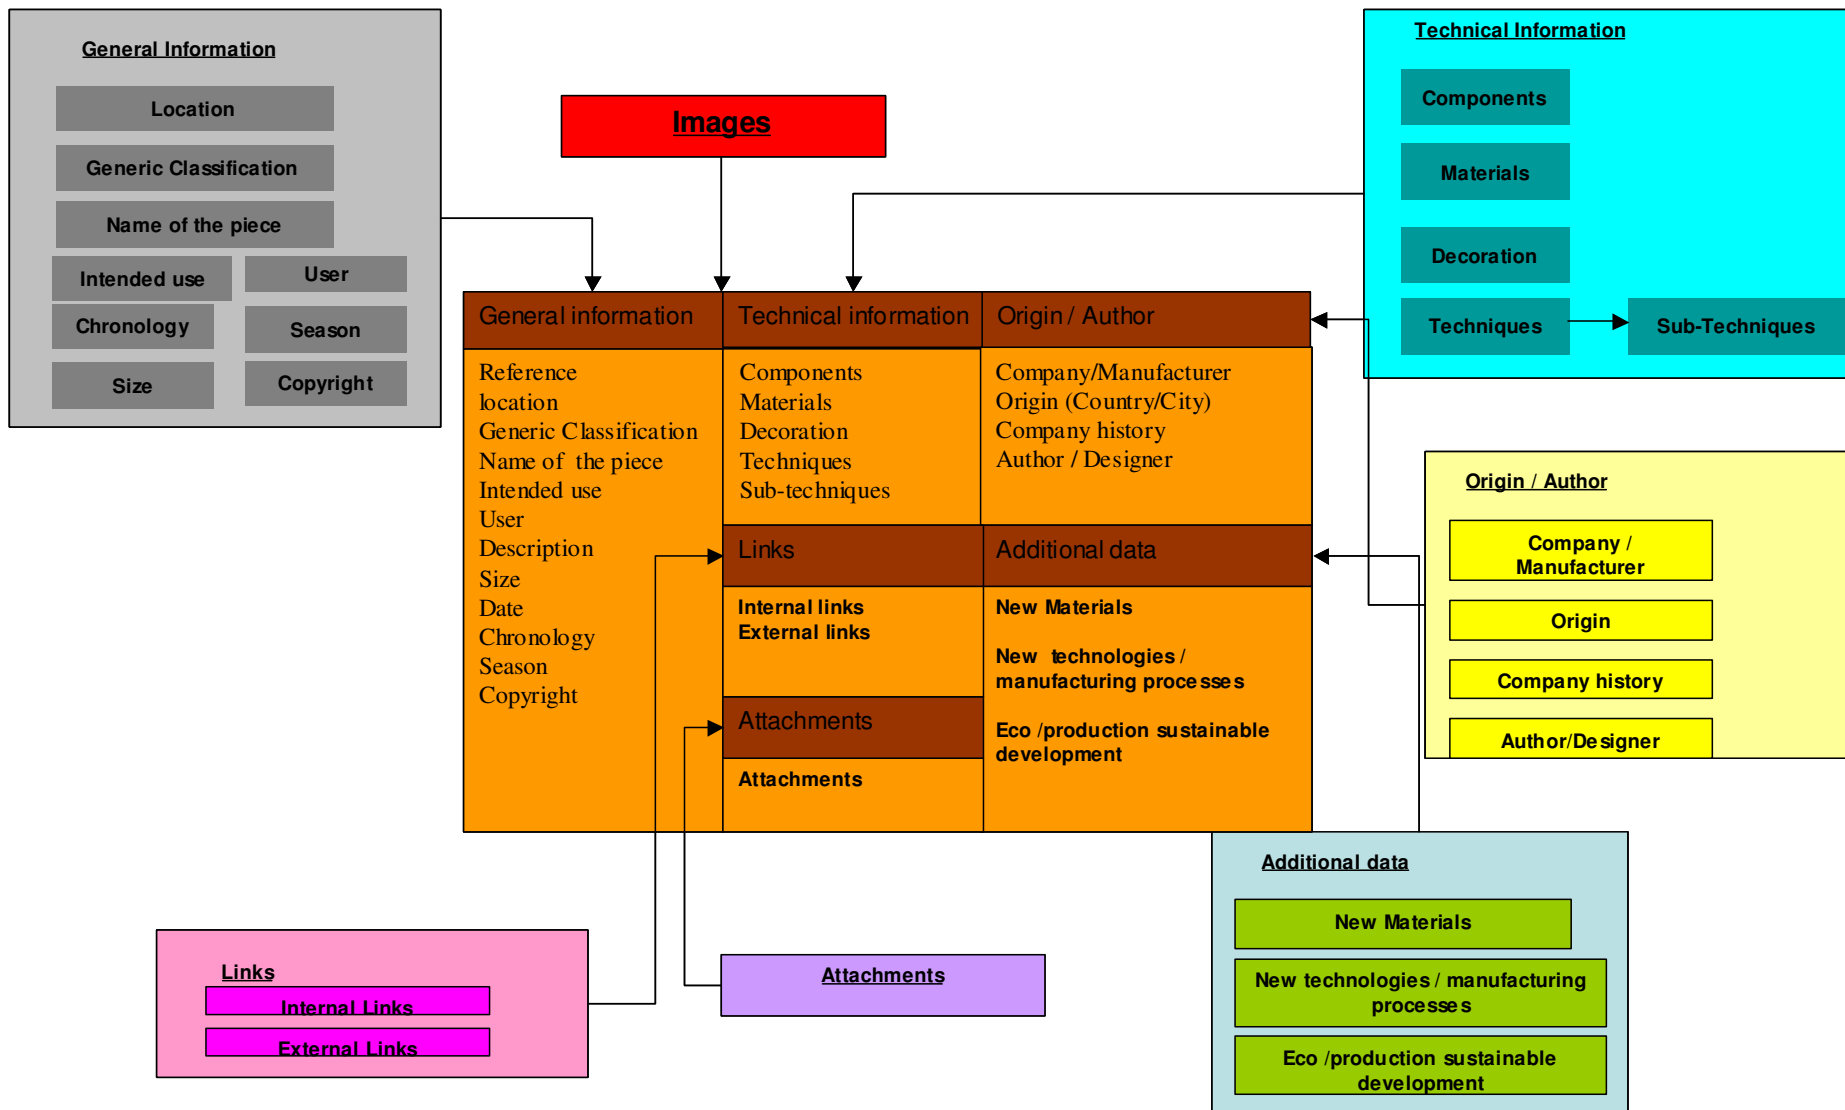 General Information
Location
Generic Classification
Name of the piece
Intended use
User
Chronology
Season
Size
Copyright
Images
Technical Information
Components
Materials
Decoration
Techniques
Sub-Techniques
General information
Reference
location
Generic Classification
Name of the piece
Intended use
User
Description
Size
Date
Chronology
Season
Copyright
Technical information
Components
Materials
Decoration
Techniques
Sub-techniques
Origin / Author
Company/Manufacturer
Origin (Country/City)
Company history
Author / Designer
Links
Internal links
External links
Attachments
Attachments
Additional data
New Materials
New technologies /
manufacturing processes
Eco /production sustainable
development
Origin / Author
Company /
Manufacturer
Origin
Company history
Author/Designer
Links
Internal Links
External Links
Attachments
Additional data
New Materials
New technologies / manufacturing
processes
Eco /production sustainable
development